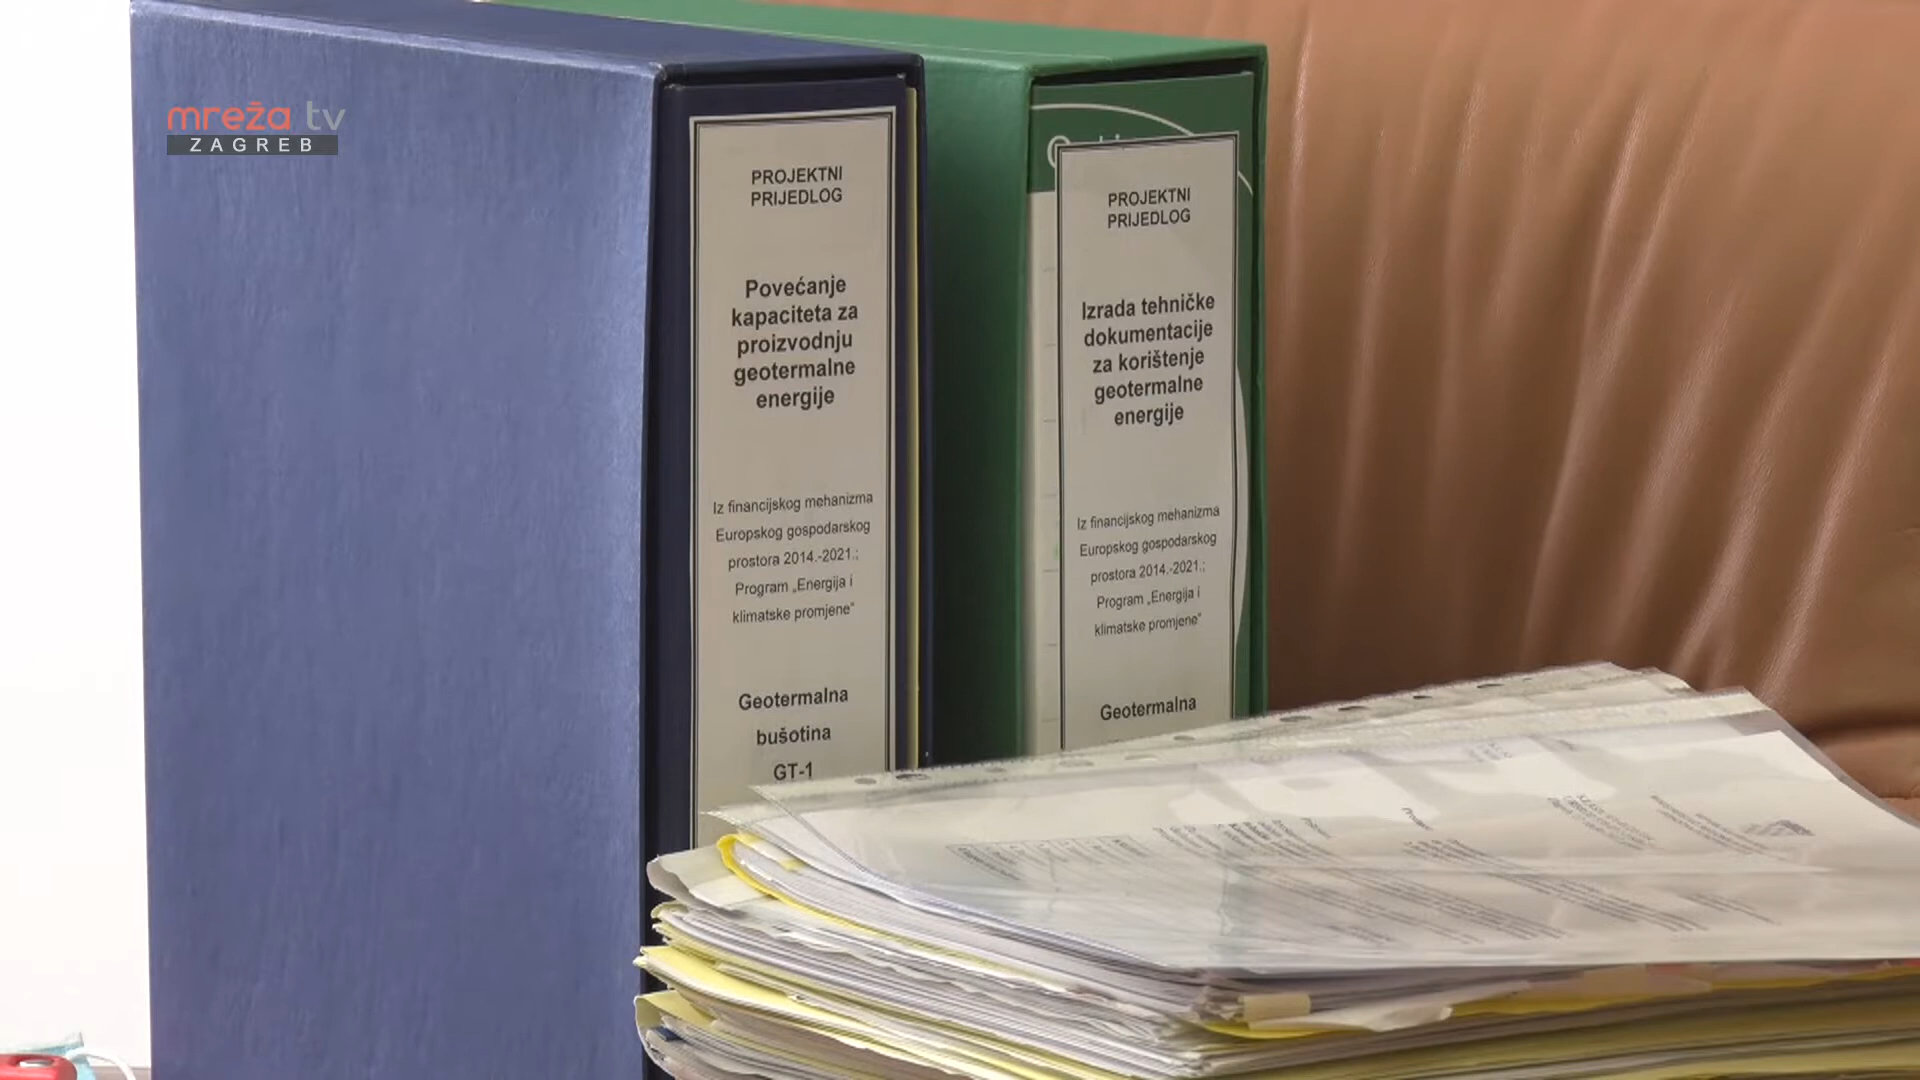 mreža tv
ZAGREB
PROJEKTNI
PRIJEDLOG
Povećanje
kapaciteta za
proizvodnju
geotermalne
energije
Iz financijskog mehanizma
Europskog gospodarskog
prostora 2014.-2021.;
Program „Energija i
klimatske promjene“
Geotermalna
bušotina
GT-1
PROJEKTNI
PRIJEDLOG
Izrada tehničke
dokumentacije
za korištenje
geotermalne
energije
Iz financijskog mehanizma
Europskog gospodarskog
prostora 2014.-2021.;
Program „Energija i
klimatske promjene“
Geotermalna